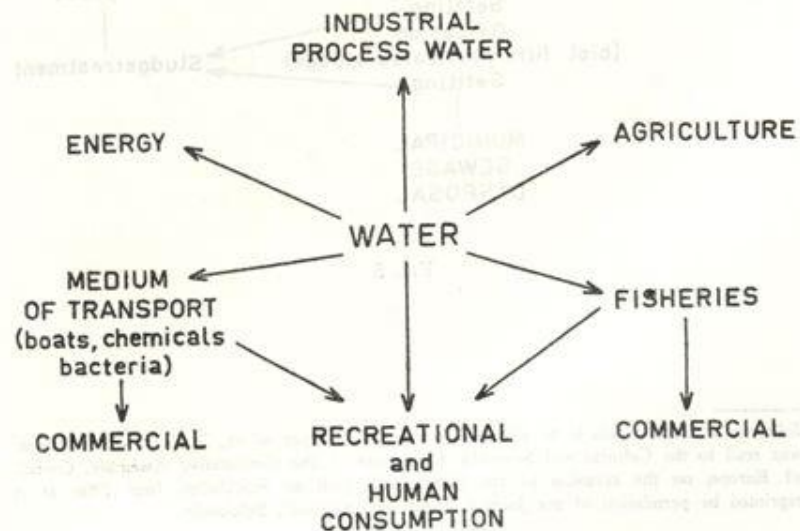 INDUSTRIAL
PROCESS WATER
ENERGY
AGRICULTURE
WATER
MEDIUM
OF TRANSPORT
(boats, chemicals
bacteria)
FISHERIES
COMMERCIAL
RECREATIONAL
and
HUMAN
CONSUMPTION
COMMERCIAL